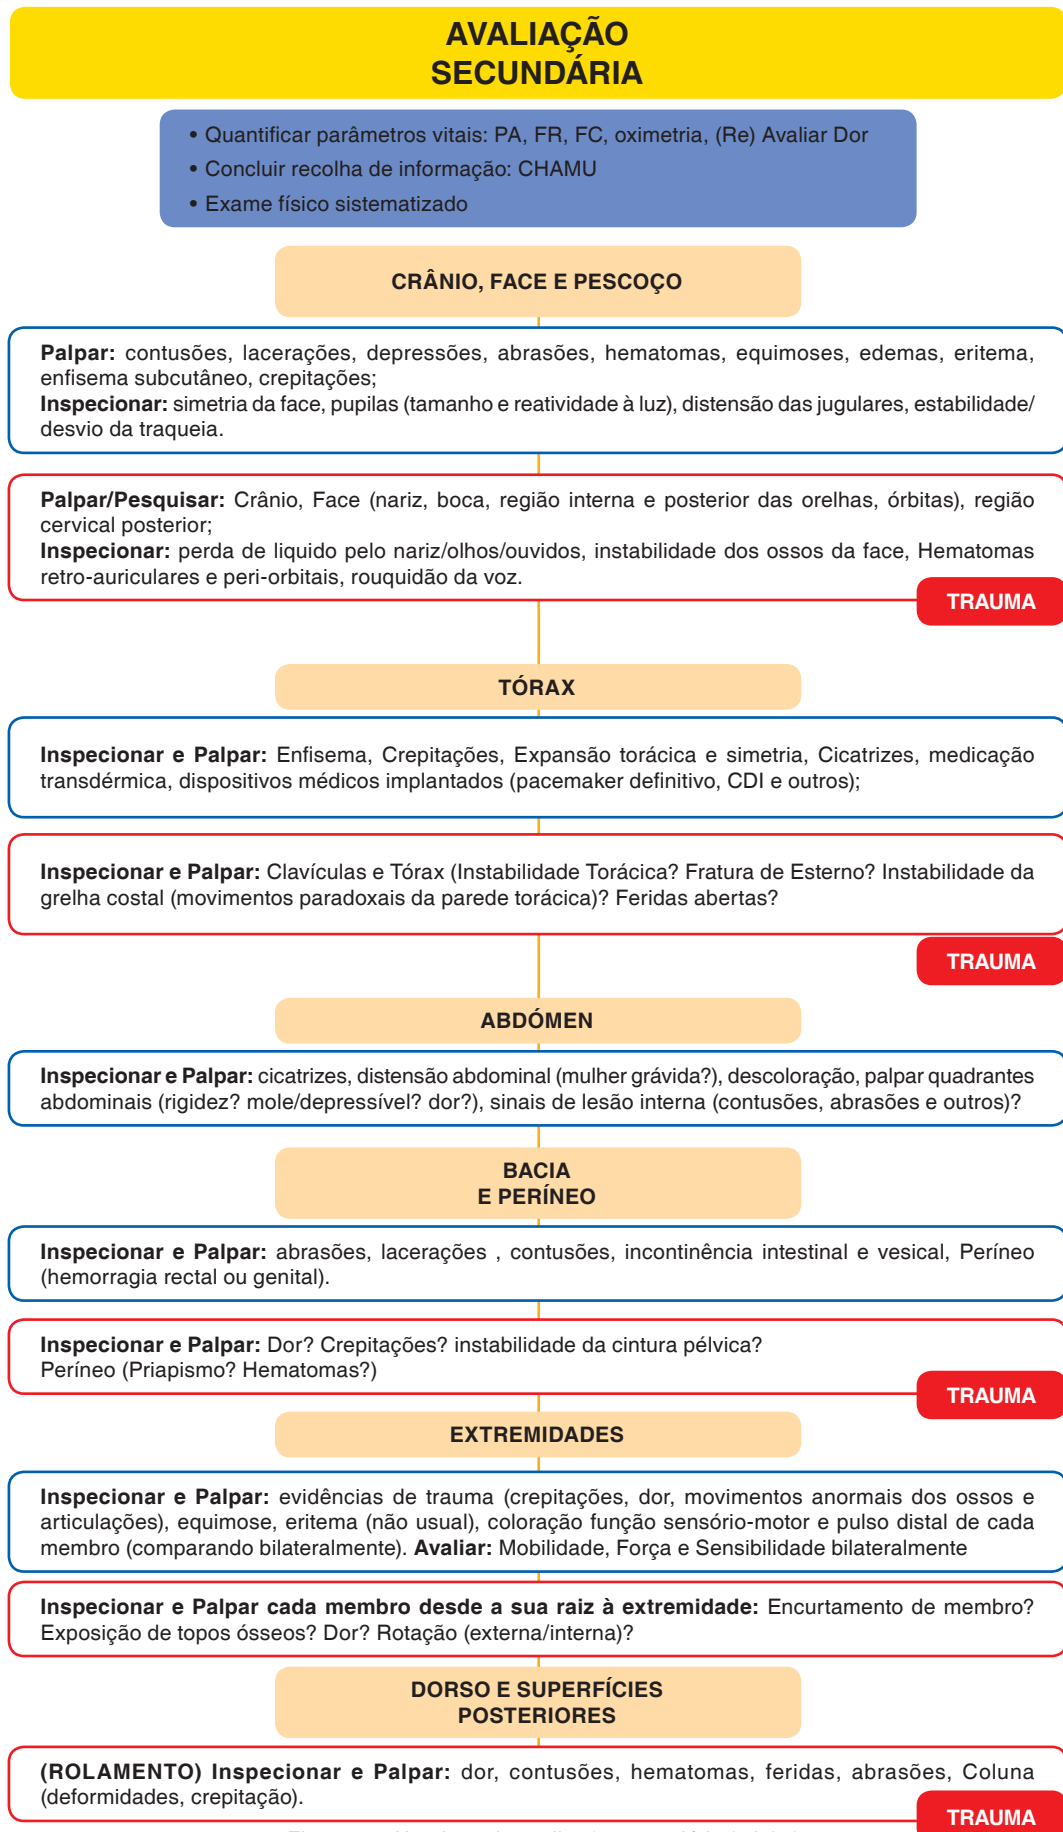 AVALIAÇÃO
SECUNDÁRIA
• Quantificar parâmetros vitais: PA, FR, FC, oximetria, (Re) Avaliar Dor
• Concluir recolha de informação: CHAMU
• Exame físico sistematizado
CRÂNIO, FACE E PESCOÇO
Palpar: contusões, lacerações, depressões, abrasões, hematomas, equimoses, edemas, eritema,
enfisema subcutâneo, crepitações;
Inspecionar: simetria da face, pupilas (tamanho e reatividade à luz), distensão das jugulares, estabilidade/
desvio da traqueia.
Palpar/Pesquisar: Crânio, Face (nariz, boca, região interna e posterior das orelhas, órbitas), região
cervical posterior;
Inspecionar: perda de liquido pelo nariz/olhos/ouvidos, instabilidade dos ossos da face, Hematomas
retro-auriculares e peri-orbitais, rouquidão da voz.
TRAUMA
TÓRAX
Inspecionar e Palpar: Enfisema, Crepitações, Expansão torácica e simetria, Cicatrizes, medicação
transdérmica, dispositivos médicos implantados (pacemaker definitivo, CDI e outros);
Inspecionar e Palpar: Clavículas e Tórax (Instabilidade Torácica? Fratura de Esterno? Instabilidade da
grelha costal (movimentos paradoxais da parede torácica)? Feridas abertas?
TRAUMA
ABDÓMEN
Inspecionar e Palpar: cicatrizes, distensão abdominal (mulher grávida?), descoloração, palpar quadrantes
abdominais (rigidez? mole/depressível? dor?), sinais de lesão interna (contusões, abrasões e outros)?
BACIA
E PERÍNEO
Inspecionar e Palpar: abrasões, lacerações , contusões, incontinência intestinal e vesical, Períneo
(hemorragia rectal ou genital).
Inspecionar e Palpar: Dor? Crepitações? instabilidade da cintura pélvica?
Períneo (Priapismo? Hematomas?)
TRAUMA
EXTREMIDADES
Inspecionar e Palpar: evidências de trauma (crepitações, dor, movimentos anormais dos ossos e
articulações), equimose, eritema (não usual), coloração função sensório-motor e pulso distal de cada
membro (comparando bilateralmente). Avaliar: Mobilidade, Força e Sensibilidade bilateralmente
Inspecionar e Palpar cada membro desde a sua raiz à extremidade: Encurtamento de membro?
Exposição de topos ósseos? Dor? Rotação (externa/interna)?
DORSO E SUPERFÍCIES
POSTERIORES
(ROLAMENTO) Inspecionar e Palpar: dor, contusões, hematomas, feridas, abrasões, Coluna
(deformidades, crepitação).
TRAUMA